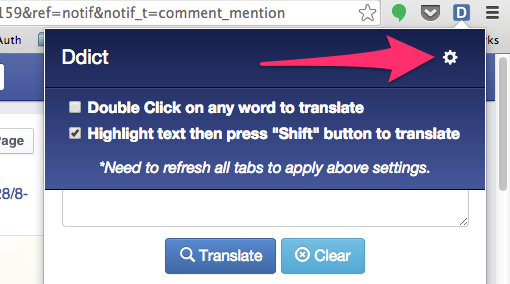 159&ref=notif&notif_t=comment_mention
D
Auth
ks
Ddict
Double Click on any word to translate
Highlight text then press "Shift" button to translate
*Need to refresh all tabs to apply above settings.
Page
28/8-
Translate
Clear